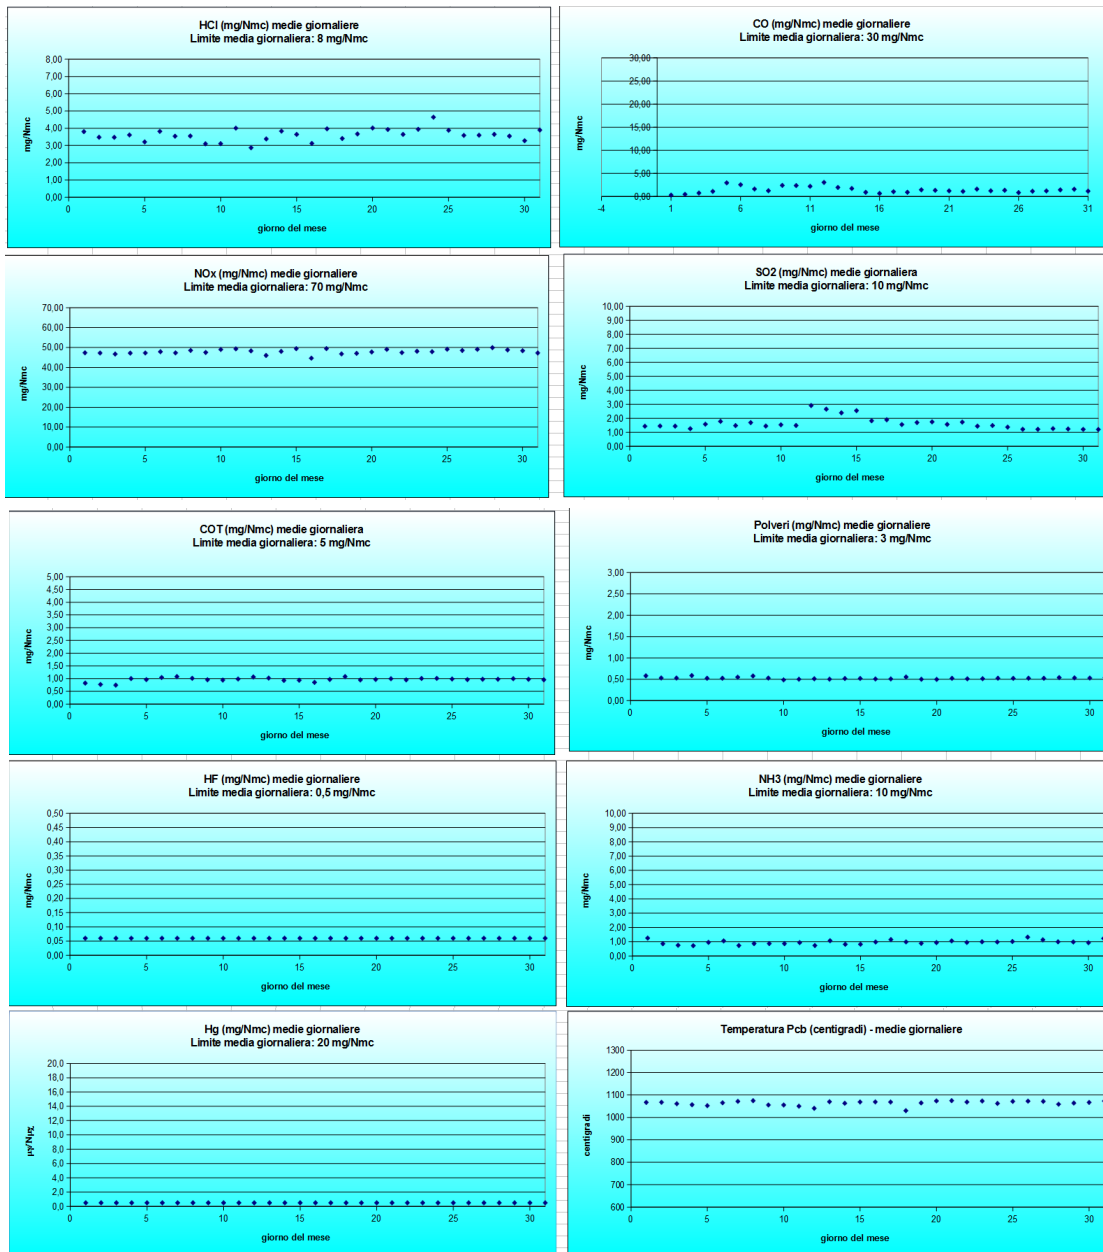 HCl (mg/Nmc) medie giornaliere
Limite media giornaliera: 8 mg/Nmc
8,00
7,00
6,00
5,00
4,00
3,00
2,00
1,00
0,00
mg/Nmc
0 5 10 15 20 25 30
giorno del mese
CO (mg/Nmc) medie giornaliere
Limite media giornaliera: 30 mg/Nmc
30,00
25,00
20,00
15,00
10,00
5,00
0,00
mg/Nmc
-4 1 6 11 16 21 26 31
giorno del mese
NOx (mg/Nmc) medie giornaliere
Limite media giornaliera: 70 mg/Nmc
70,00
60,00
50,00
40,00
30,00
20,00
10,00
0,00
mg/Nmc
0 5 10 15 20 25 30
giorno del mese
SO2 (mg/Nmc) medie giornaliera
Limite media giornaliera: 10 mg/Nmc
10,00
9,00
8,00
7,00
6,00
5,00
4,00
3,00
2,00
1,00
0,00
mg/Nmc
0 5 10 15 20 25 30
giorno del mese
COT (mg/Nmc) medie giornaliera
Limite media giornaliera: 5 mg/Nmc
5,00
4,50
4,00
3,50
3,00
2,50
2,00
1,50
1,00
0,50
0,00
mg/Nmc
0 5 10 15 20 25 30
giorno del mese
Polveri (mg/Nmc) medie giornaliere
Limite media giornaliera: 3 mg/Nmc
3,00
2,50
2,00
1,50
1,00
0,50
0,00
mg/Nmc
0 5 10 15 20 25 30
giorno del mese
HF (mg/Nmc) medie giornaliere
Limite media giornaliera: 0,5 mg/Nmc
0,50
0,45
0,40
0,35
0,30
0,25
0,20
0,15
0,10
0,05
0,00
mg/Nmc
0 5 10 15 20 25 30
giorno del mese
NH3 (mg/Nmc) medie giornaliere
Limite media giornaliera: 10 mg/Nmc
10,00
9,00
8,00
7,00
6,00
5,00
4,00
3,00
2,00
1,00
0,00
mg/Nmc
0 5 10 15 20 25 30
giorno del mese
Hg (mg/Nmc) medie giornaliere
Limite media giornaliera: 20 mg/Nmc
20,0
18,0
16,0
14,0
12,0
10,0
8,0
6,0
4,0
2,0
0,0
μγ/Νμχ
0 5 10 15 20 25 30
giorno del mese
Temperatura Pcb (centigradi) - medie giornaliere
1300
1200
1100
1000
900
800
700
600
centigradi
0 5 10 15 20 25 30
giorno del mese